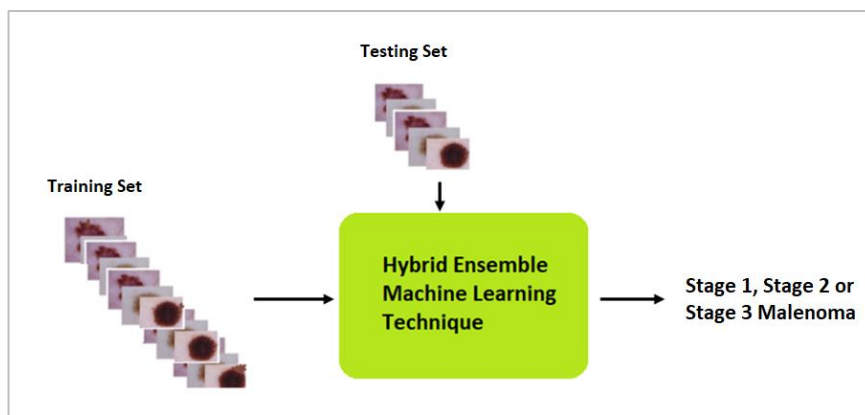 Testing Set
Training Set
Hybrid Ensemble
Machine Learning
Technique
Stage 1, Stage 2 or
Stage 3 Malenoma